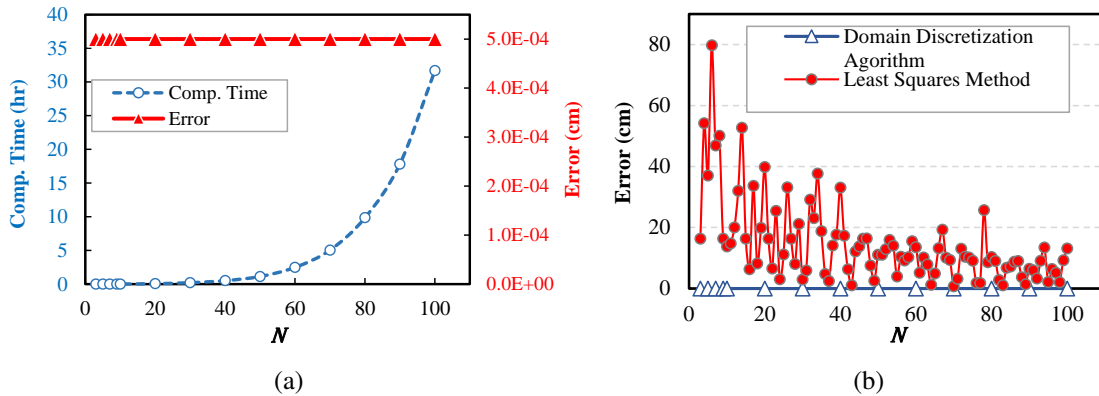 40
35
30
25
20
15
10
5
0
Comp. Time (hr)
Comp. Time
Error
5.0E-04
4.0E-04
3.0E-04
2.0E-04
1.0E-04
0.0E+00
Error (cm)
0 20 40 60 80 100
N
(a)
80
60
40
20
0
Error (cm)
Domain Discretization
Agorithm
Least Squares Method
0 20 40 60 80 100
N
(b)